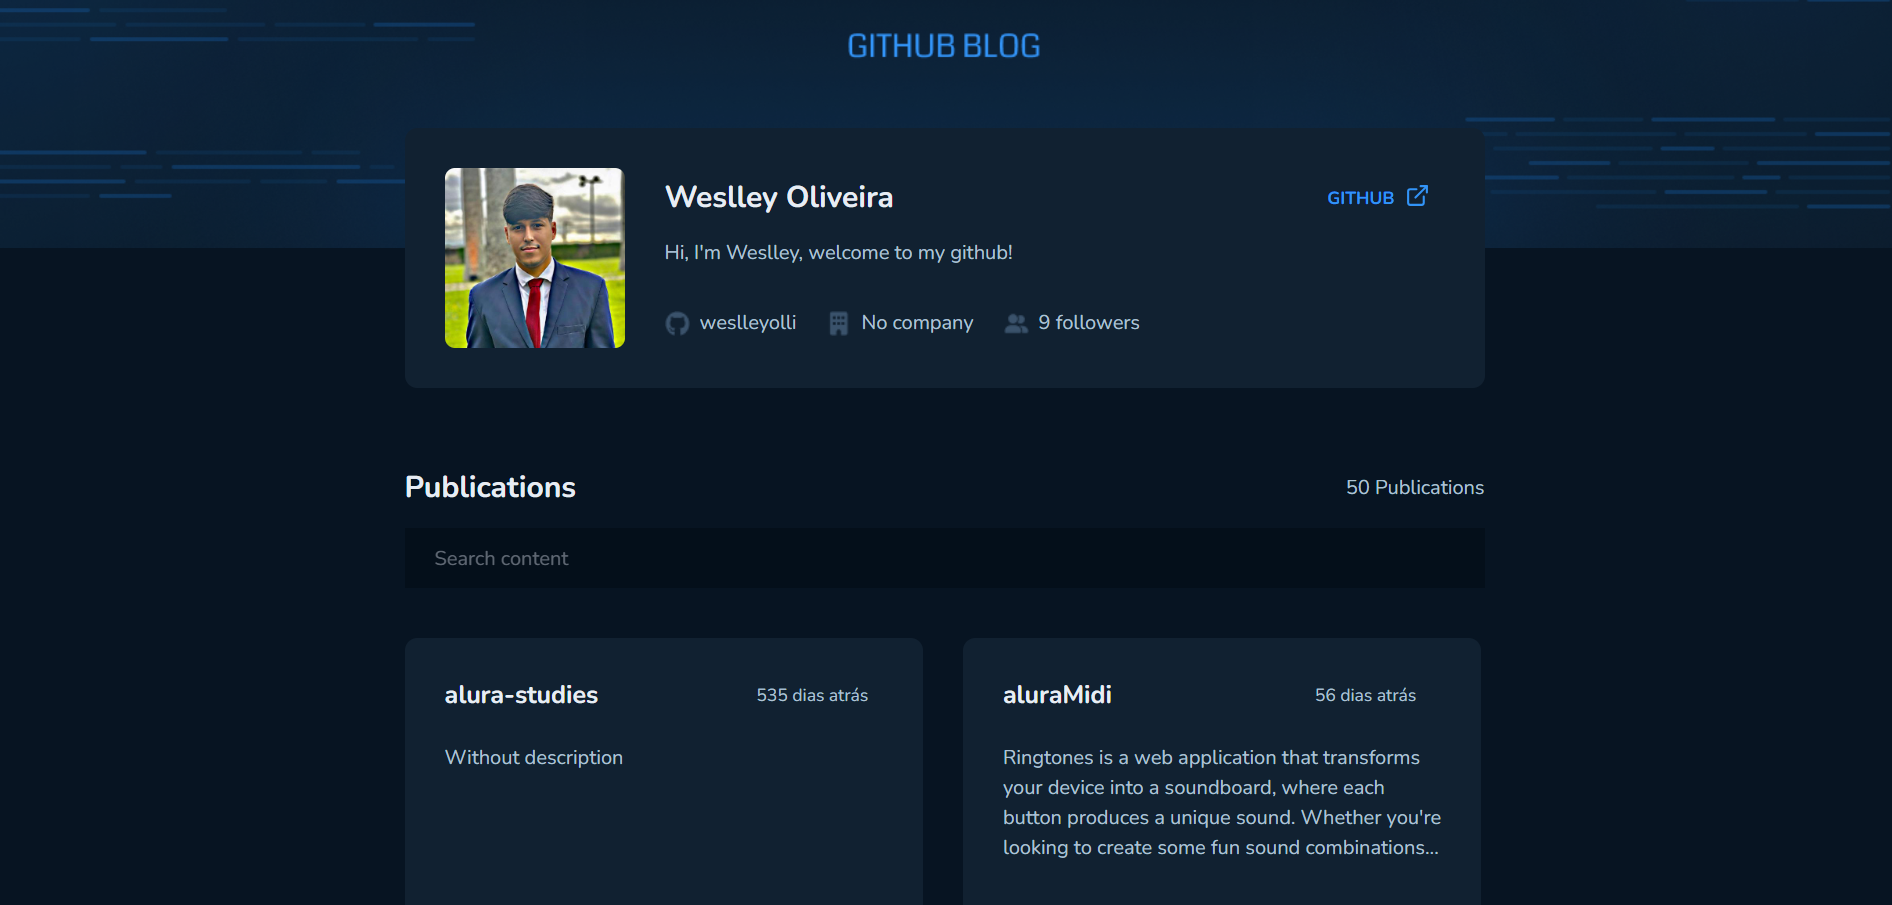 GITHUB BLOG
Weslley Oliveira
GITHUB
Hi, I'm Weslley, welcome to my github!
weslleyolli No company 9 followers
Publications
50 Publications
Search content
alura-studies
535 dias atrás
Without description
aluraMidi
56 dias atrás
Ringtones is a web application that transforms
your device into a soundboard, where each
button produces a unique sound. Whether you're
looking to create some fun sound combinations...